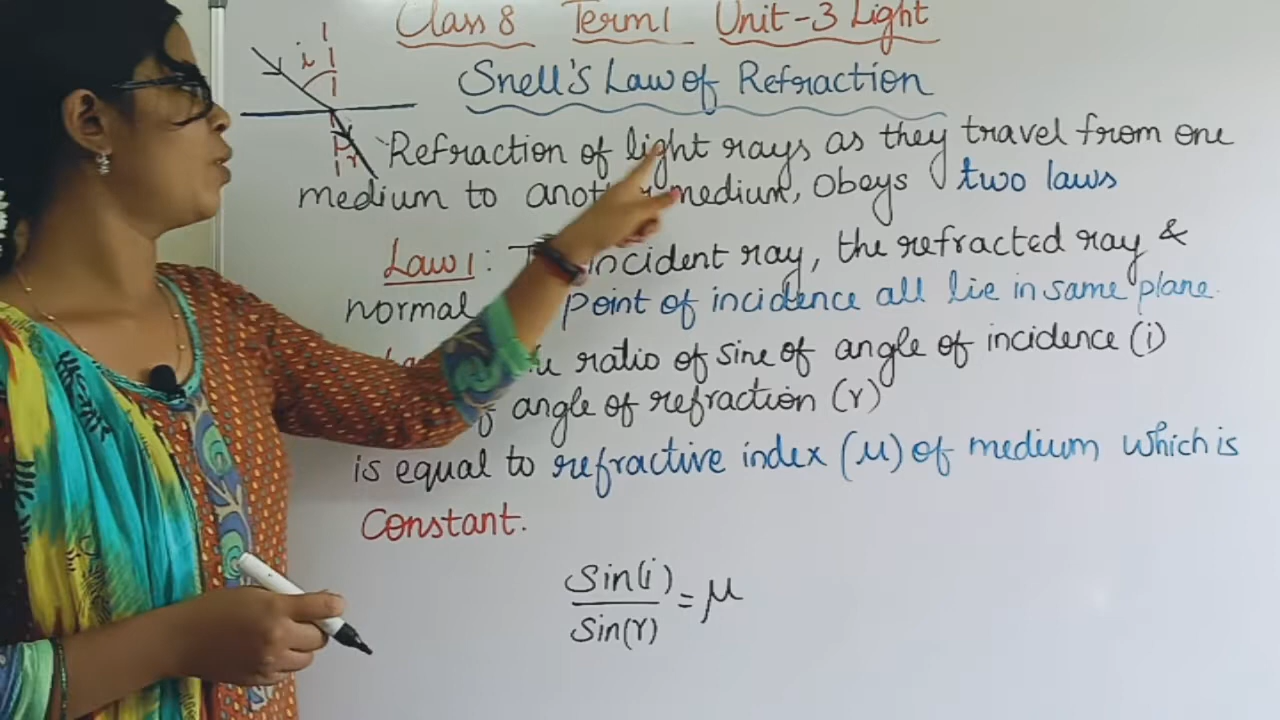 Class 8 Term 1 Unit-3 Light
Snell's Law of Refraction
i
r
Refraction of light rays as they travel from one
medium to another medium, Obeys two laws
Law 1: incident ray, the refracted ray &
normal point of incidence all lie in same plane.
ratio of sine of angle of incidence (i)
angle of refraction (r)
is equal to refractive index (μ) of medium which is
Constant.
Sin(i)
Sin(r)
= μ